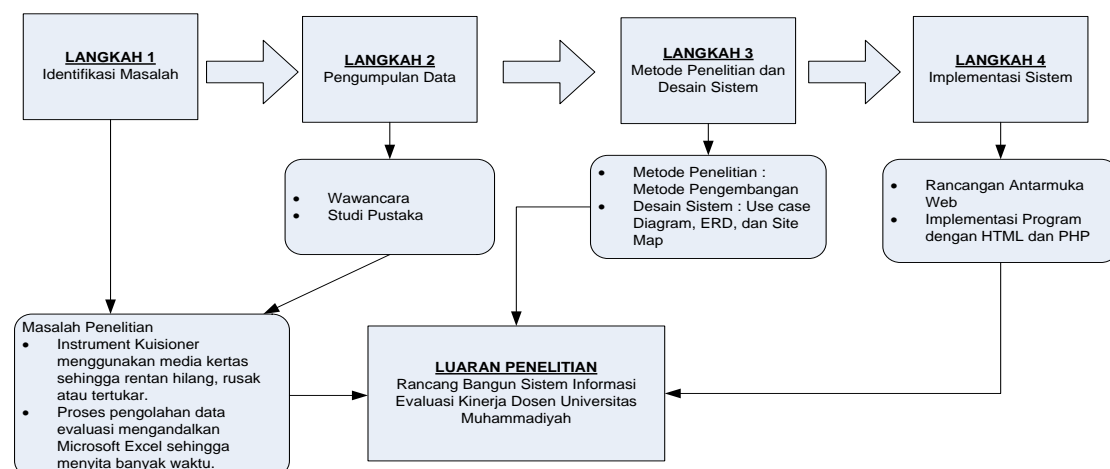 LANGKAH 1
Identifikasi Masalah
LANGKAH 2
Pengumpulan Data
LANGKAH 3
Metode Penelitian dan
Desain Sistem
LANGKAH 4
Implementasi Sistem
• Wawancara
• Studi Pustaka
• Metode Penelitian :
Metode Pengembangan
• Desain Sistem : Use case
Diagram, ERD, dan Site
Map
• Rancangan Antarmuka
Web
• Implementasi Program
dengan HTML dan PHP
Masalah Penelitian
• Instrument Kuisioner
menggunakan media kertas
sehingga rentan hilang, rusak
atau tertukar.
• Proses pengolahan data
evaluasi mengandalkan
Microsoft Excel sehingga
menyita banyak waktu.
LUARAN PENELITIAN
Rancang Bangun Sistem Informasi
Evaluasi Kinerja Dosen Universitas
Muhammadiyah